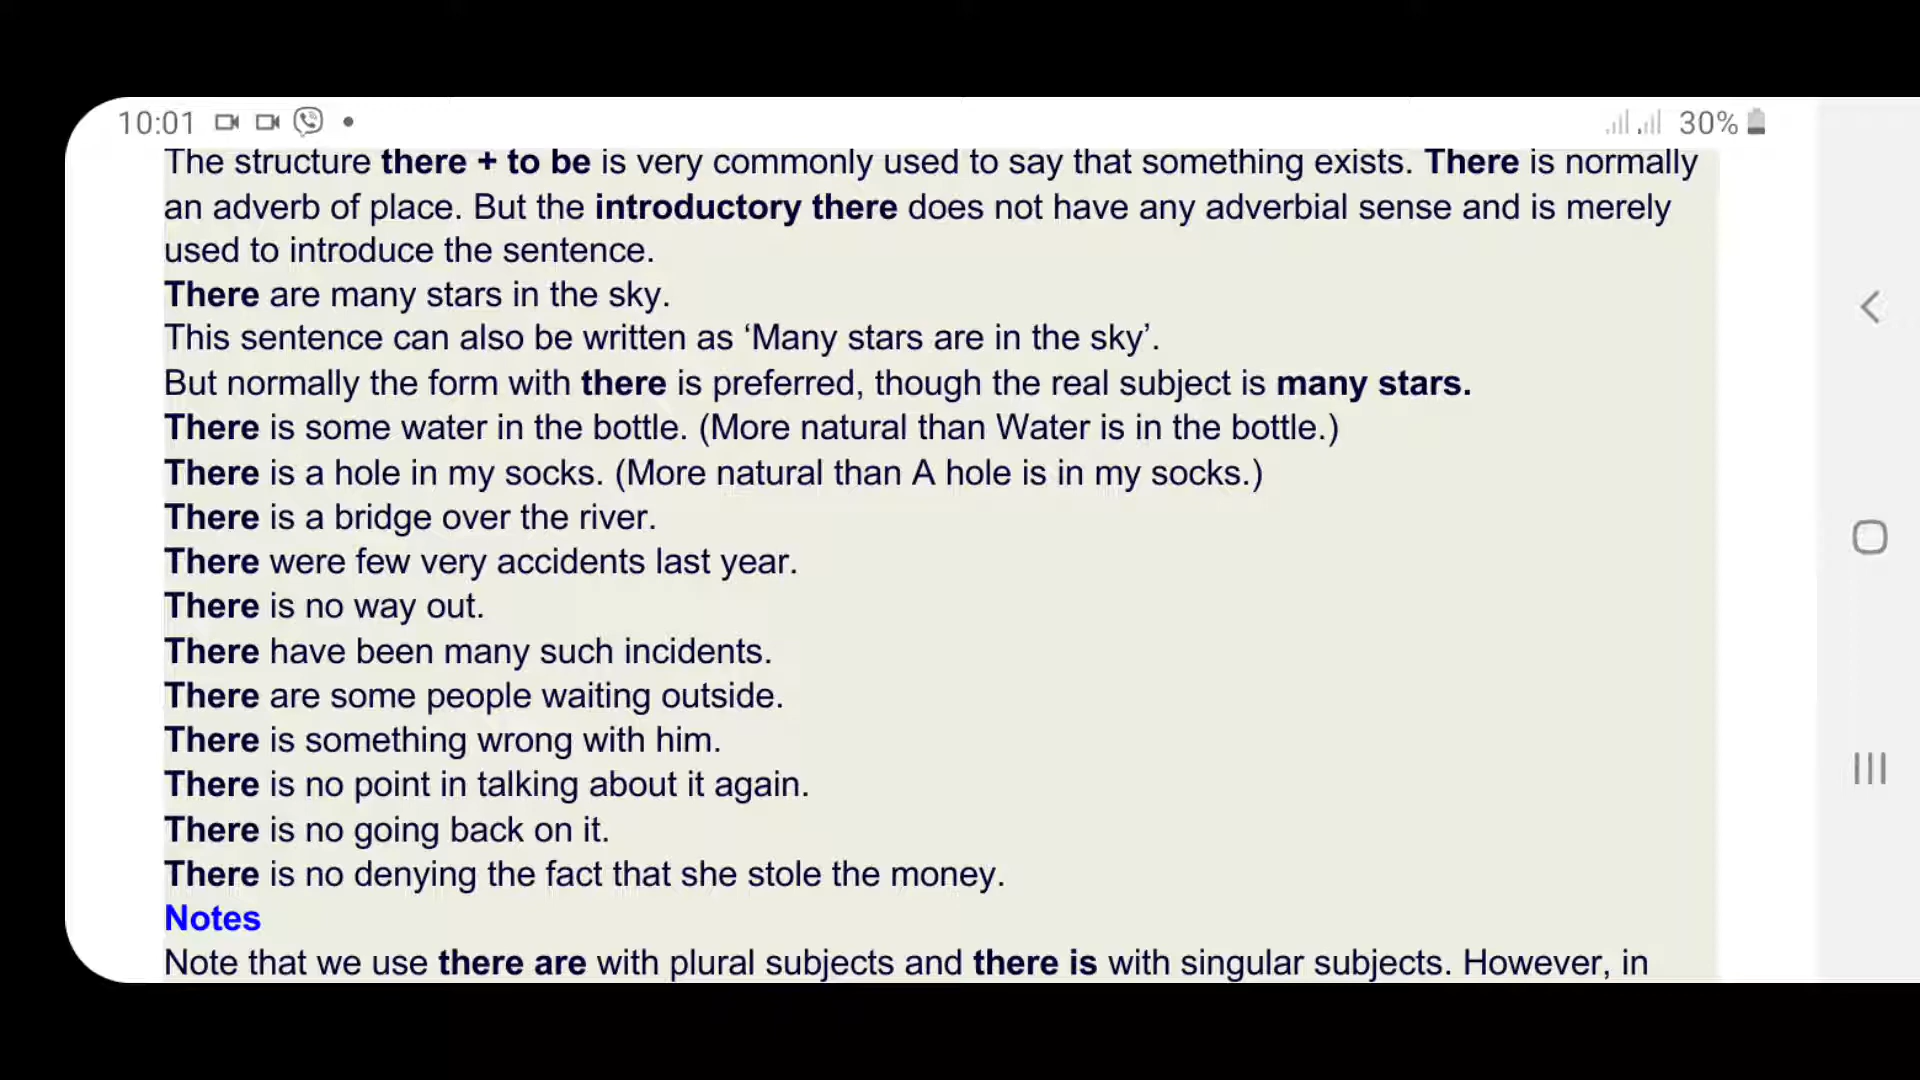 10:01
30%
The structure there + to be is very commonly used to say that something exists. There is normally
an adverb of place. But the introductory there does not have any adverbial sense and is merely
used to introduce the sentence.
There are many stars in the sky.
This sentence can also be written as ‘Many stars are in the sky’.
But normally the form with there is preferred, though the real subject is many stars.
There is some water in the bottle. (More natural than Water is in the bottle.)
There is a hole in my socks. (More natural than A hole is in my socks.)
There is a bridge over the river.
There were few very accidents last year.
There is no way out.
There have been many such incidents.
There are some people waiting outside.
There is something wrong with him.
There is no point in talking about it again.
There is no going back on it.
There is no denying the fact that she stole the money.
Notes
Note that we use there are with plural subjects and there is with singular subjects. However, in